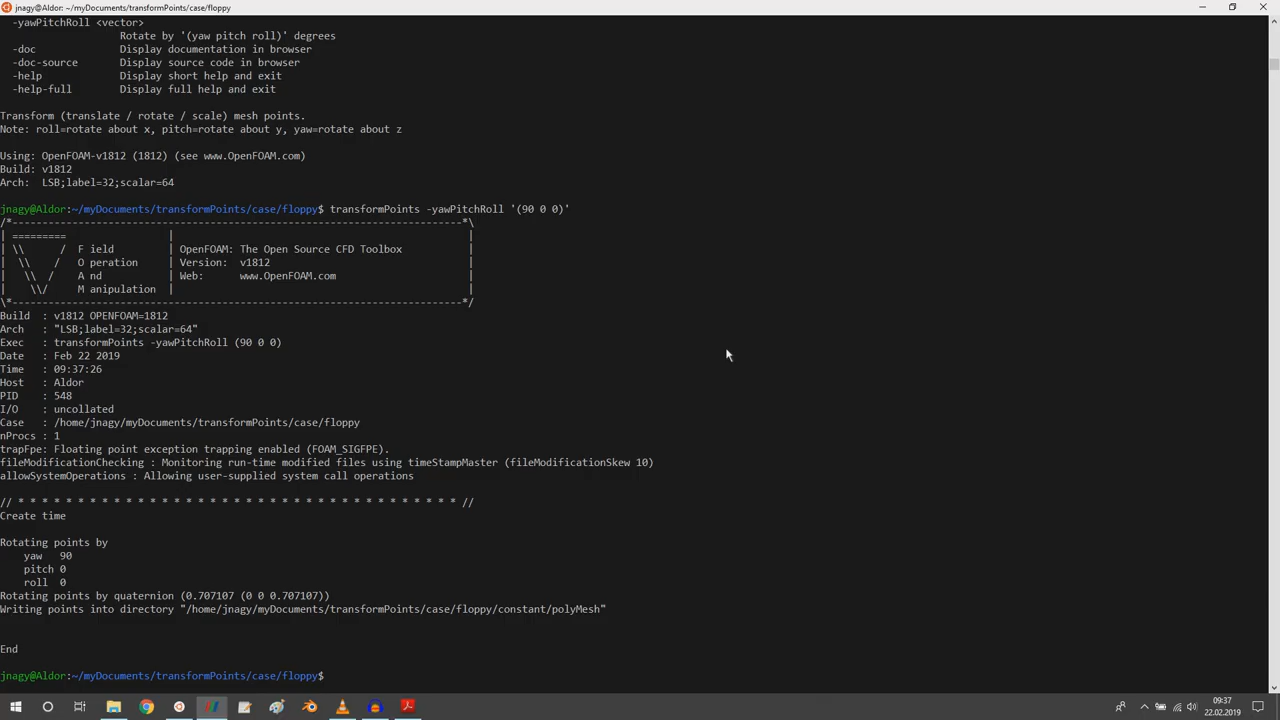 jnagy@Aldor: ~/myDocuments/transformPoints/case/floppy
-yawPitchRoll <vector>
Rotate by '(yaw pitch roll)' degrees
-doc Display documentation in browser
-doc-source Display source code in browser
-help Display short help and exit
-help-full Display full help and exit
Transform (translate / rotate / scale) mesh points.
Note: roll=rotate about x, pitch=rotate about y, yaw=rotate about z
Using: OpenFOAM-v1812 (1812) (see www.OpenFOAM.com)
Build: v1812
Arch: LSB;label=32;scalar=64
jnagy@Aldor:~/myDocuments/transformPoints/case/floppy$ transformPoints -yawPitchRoll '(90 0 0)'
/*---------------------------------------------------------------------------*\
| ========= | |
| \\ / F ield | OpenFOAM: The Open Source CFD Toolbox |
| \\ / O peration | Version: v1812 |
| \\ / A nd | Web: www.OpenFOAM.com |
| \\/ M anipulation | |
\*---------------------------------------------------------------------------*/
Build : v1812 OPENFOAM=1812
Arch : "LSB;label=32;scalar=64"
Exec : transformPoints -yawPitchRoll (90 0 0)
Date : Feb 22 2019
Time : 09:37:26
Host : Aldor
PID : 548
I/O : uncollated
Case : /home/jnagy/myDocuments/transformPoints/case/floppy
nProcs : 1
trapFpe: Floating point exception trapping enabled (FOAM_SIGFPE).
fileModificationChecking : Monitoring run-time modified files using timeStampMaster (fileModificationSkew 10)
allowSystemOperations : Allowing user-supplied system call operations
// * * * * * * * * * * * * * * * * * * * * * * * * * * * * * * * * * * * * * //
Create time
Rotating points by
yaw 90
pitch 0
roll 0
Rotating points by quaternion (0.707107 (0 0 0.707107))
Writing points into directory "/home/jnagy/myDocuments/transformPoints/case/floppy/constant/polyMesh"
End
jnagy@Aldor:~/myDocuments/transformPoints/case/floppy$
09:37
22.02.2019